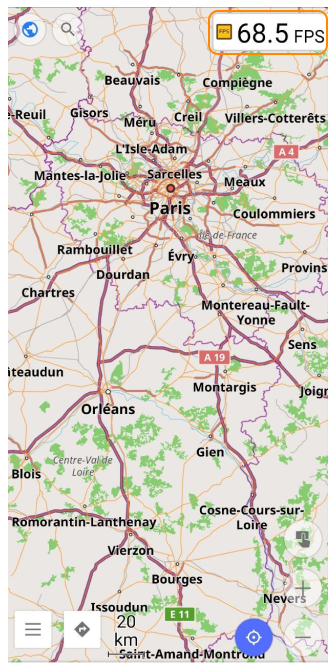 FPS 68.5 FPS
Beauvais
Compiègne
-Reuil
Gisors
Creil
Villers-Cotterêts
Méru
L'Isle-Adam
A 4
Mantes-la-Jolie
Sarcelles
Meaux
Paris
Coulommiers
Île-de-France
Rambouillet
Évry
Provins
Dourdan
Chartres
Montereau-Fault-
Yonne
Sens
A 19
âteaudun
Montargis
Joign
Orléans
Gien
Centre-Val de
Loire
Blois
Cosne-Cours-sur-
Loire
Romorantin-Lanthenay
Vierzon
Bourges
Nevers
Issoudun
E 11
20
km
Saint-Amand-Montrond